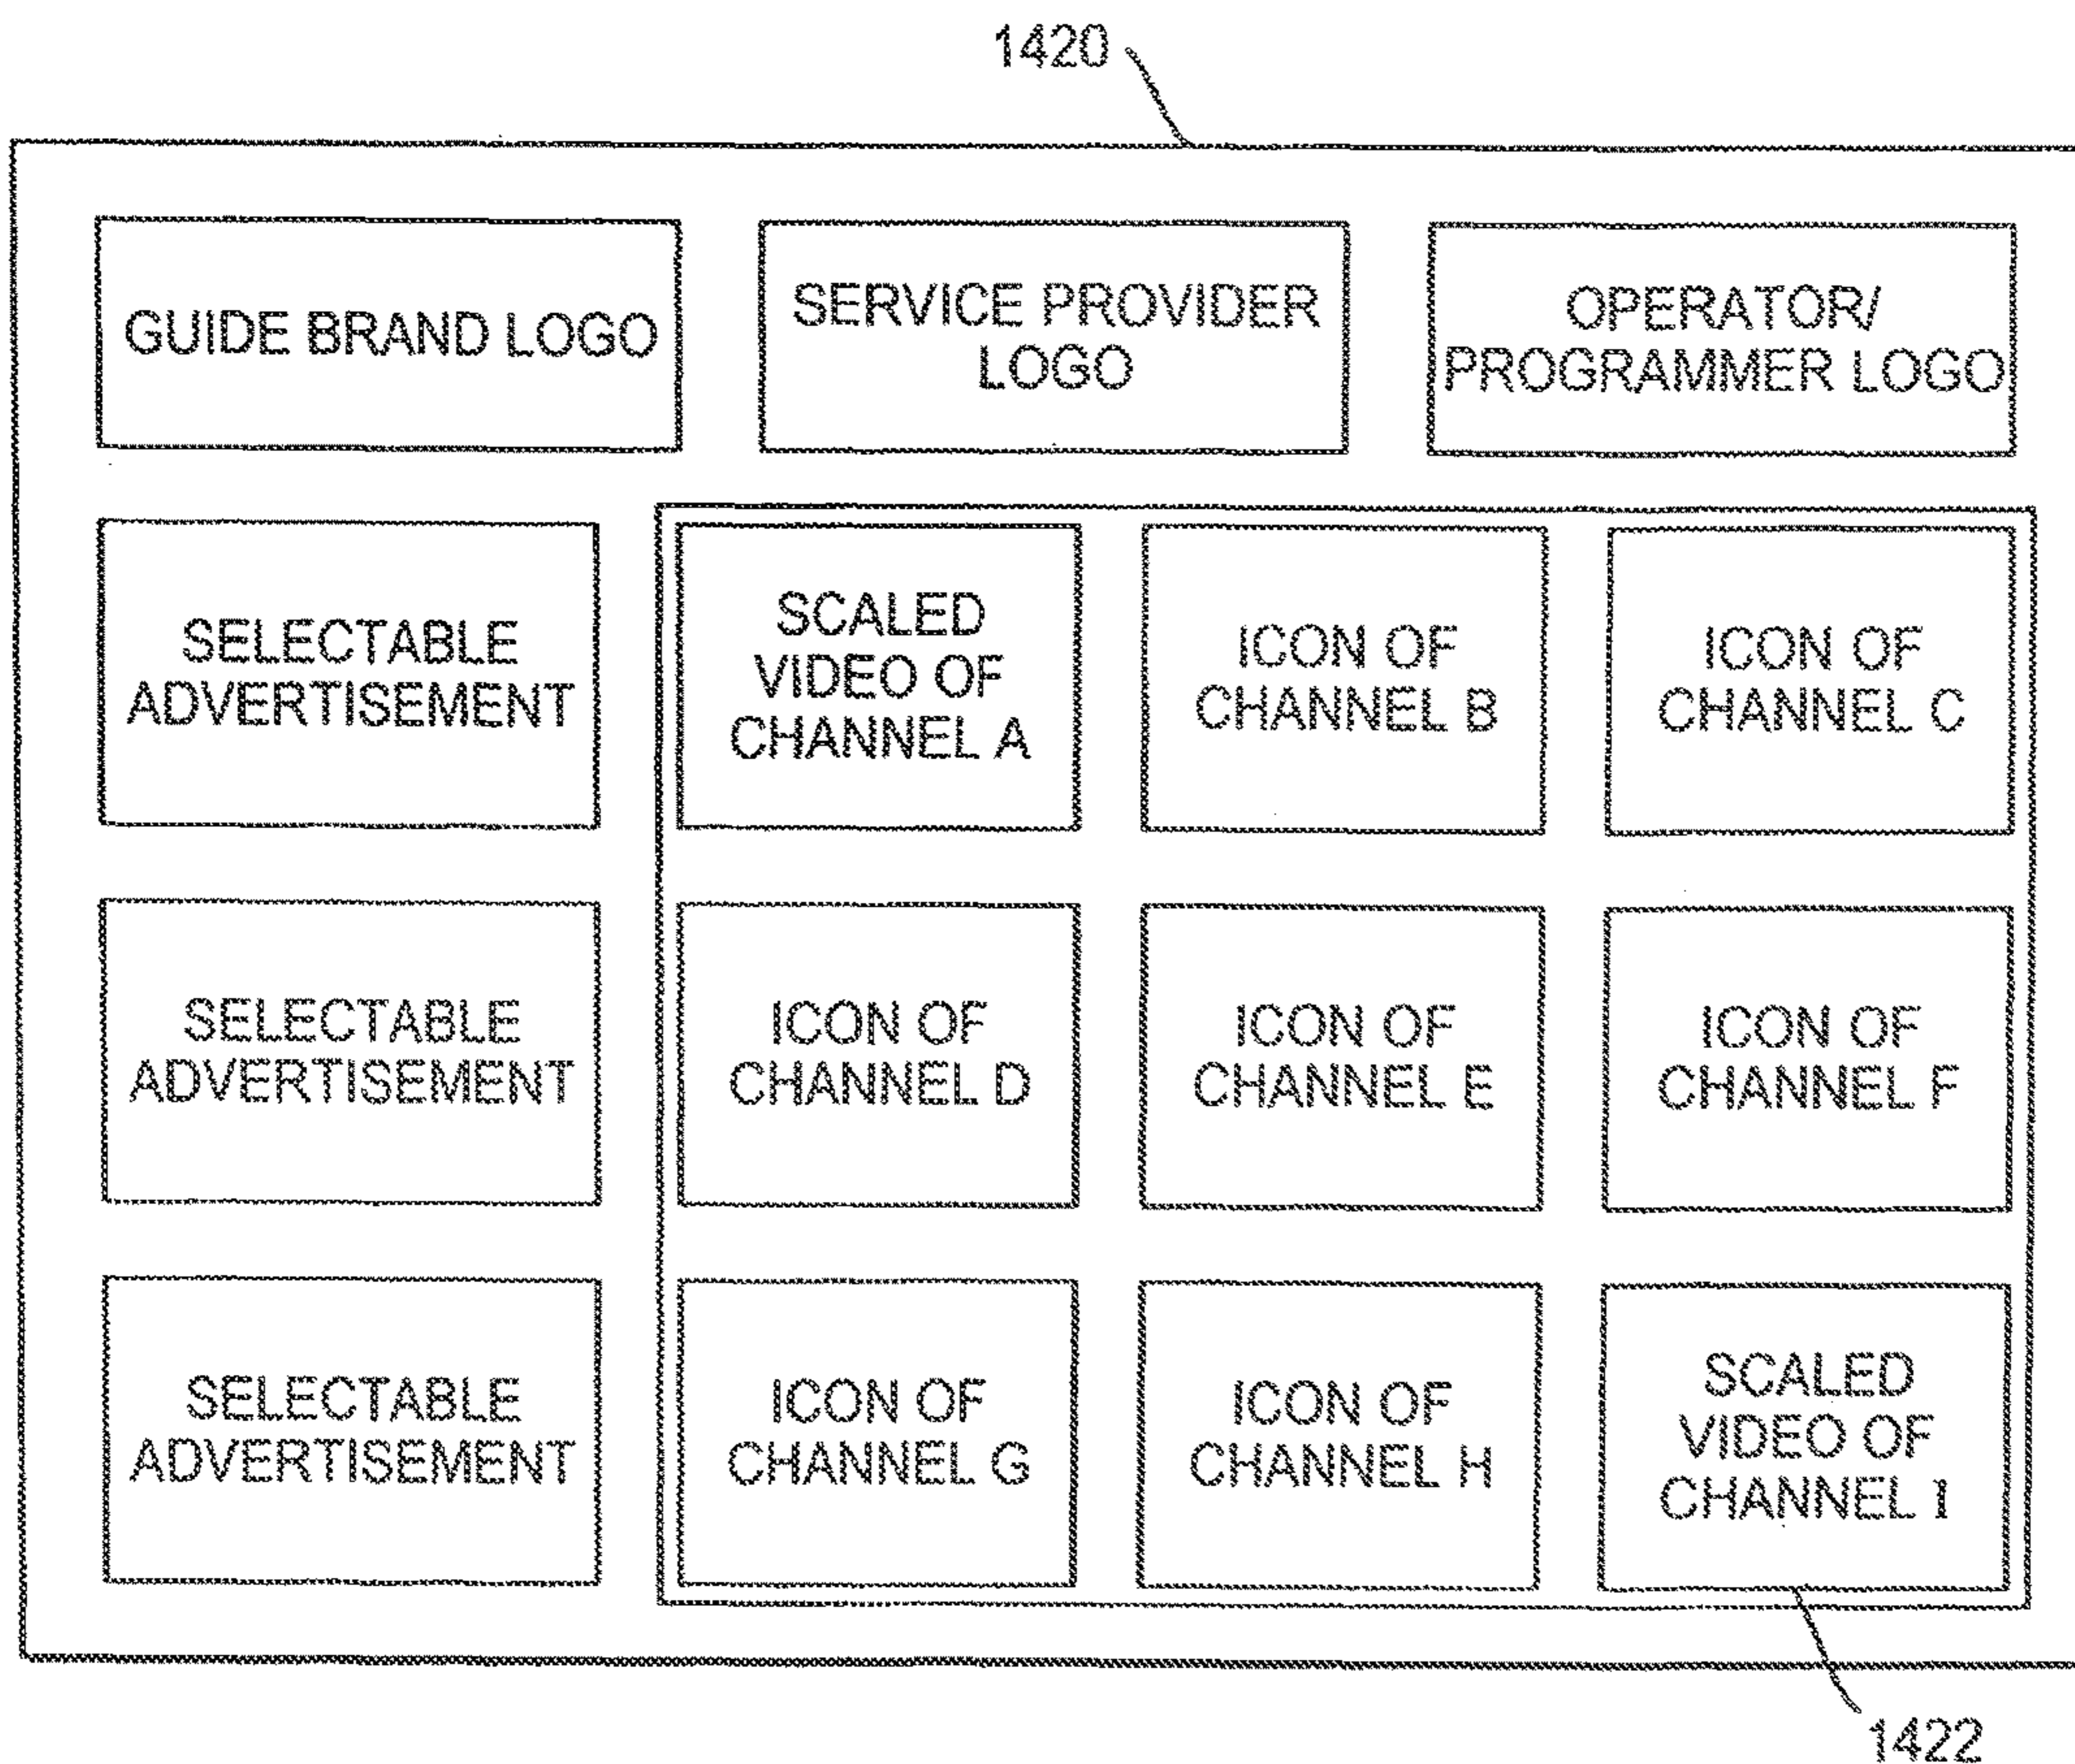 1420
GUIDE BRAND LOGO
SERVICE PROVIDER
LOGO
OPERATOR/
PROGRAMMER LOGO
SELECTABLE
ADVERTISEMENT
SCALED
VIDEO OF
CHANNEL A
ICON OF
CHANNEL B
ICON OF
CHANNEL C
SELECTABLE
ADVERTISEMENT
ICON OF
CHANNEL D
ICON OF
CHANNEL E
ICON OF
CHANNEL F
SELECTABLE
ADVERTISEMENT
ICON OF
CHANNEL G
ICON OF
CHANNEL H
SCALED
VIDEO OF
CHANNEL I
1422